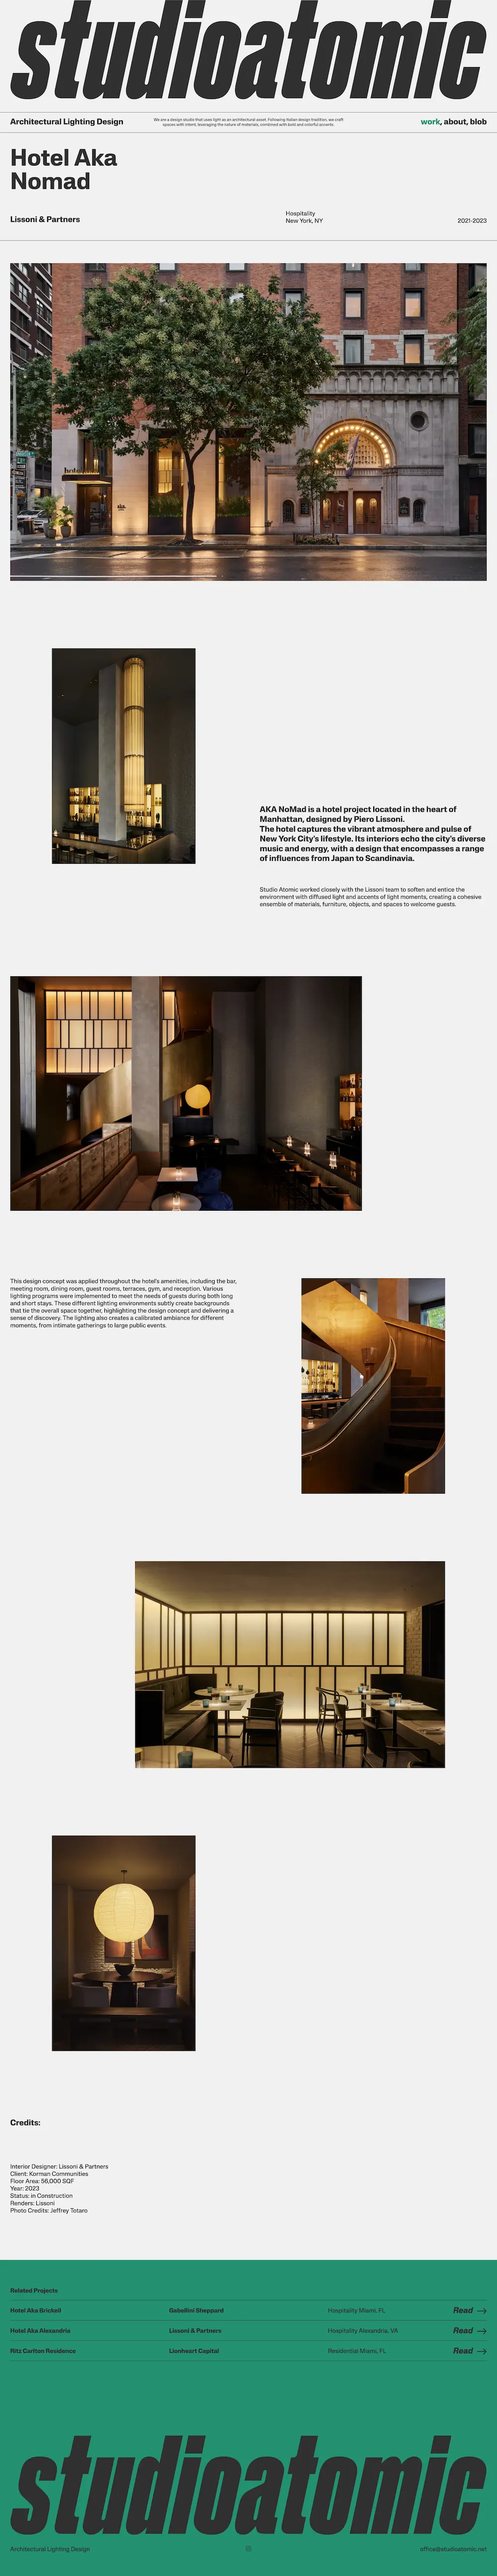 studioatomic
Architectural Lighting Design
We are a design studio that uses light as an architectural asset. Following Italian design tradition, we craft
spaces with intent, leveraging the nature of materials, combined with bold and colorful accents
work, about, blob
Hotel Aka
Nomad
Lissoni & Partners
Hospitality
New York, NY
2021-2023
AKA NoMad is a hotel project located in the heart of
Manhattan, designed by Piero Lissoni.
The hotel captures the vibrant atmosphere and pulse of
New York City's lifestyle. Its interiors echo the city's diverse
music and energy, with a design that encompasses a range
of influences from Japan to Scandinavia.
Studio Atomic worked closely with the Lissoni team to soften and entice the
environment with diffused light and accents of light moments, creating a cohesive
ensemble of materials, furniture, objects, and spaces to welcome guests.
This design concept was applied throughout the hotel's amenities, including the bar,
meeting room, dining room, guest rooms, terraces, gym, and reception. Various
lighting programs were implemented to meet the needs of guests during both long
and short stays. These different lighting environments subtly create backgrounds
that tie the overall space together, highlighting the design concept and delivering a
sense of discovery. The lighting also creates a calibrated ambiance for different
moments, from intimate gatherings to large public events.
Credits:
Interior Designer: Lissoni & Partners
Client: Korman Communities
Floor Area: 56,000 SQF
Year: 2023
Status: in Construction
Renders: Lissoni
Photo Credits: Jeffrey Totaro
Related Projects
Hotel Aka Brickell
Gabellini Sheppard
Hospitality Miami, FL
Read →
Hotel Aka Alexandria
Lissoni & Partners
Hospitality Alexandria, VA
Read →
Ritz Carlton Residence
Lionheart Capital
Residential Miami, FL
Read →
studioatomic
Architectural Lighting Design
office@studioatomic.net